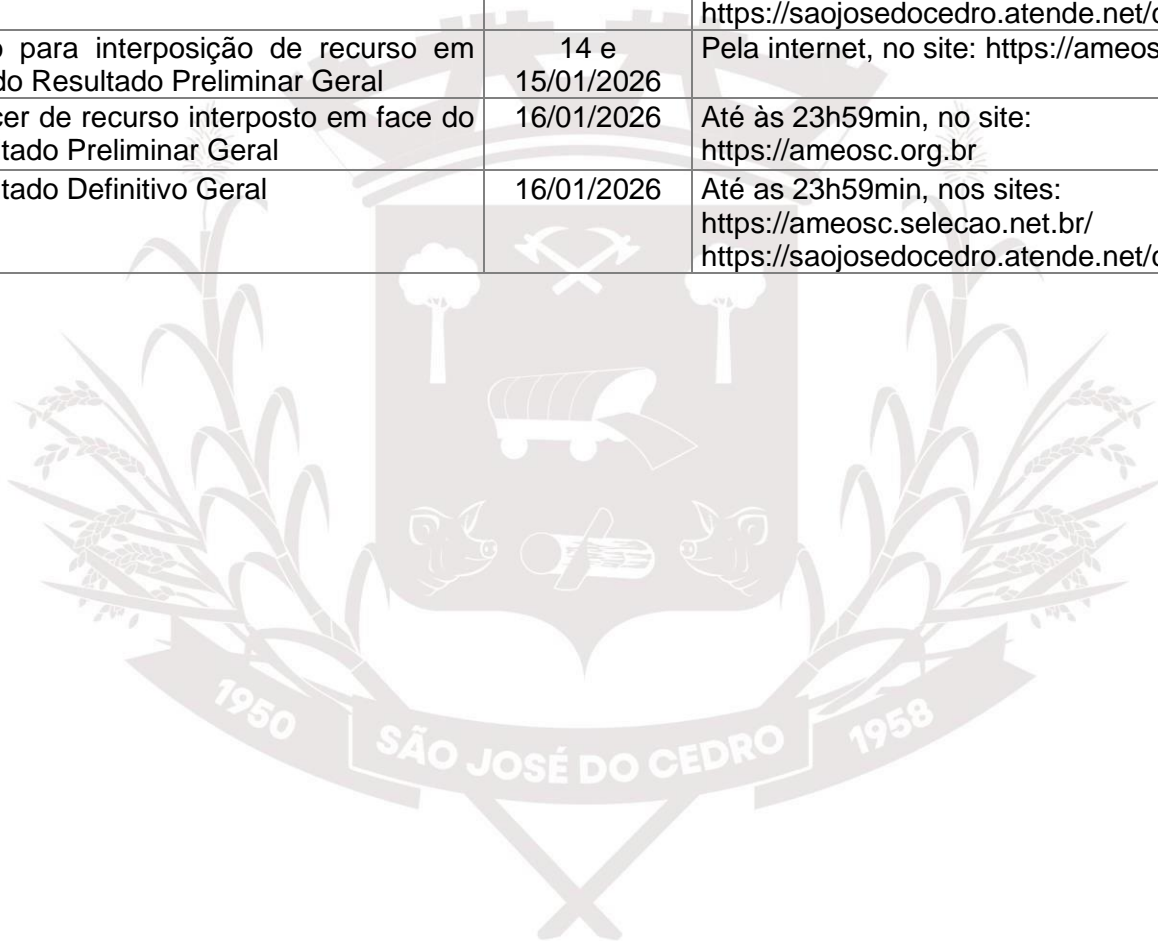 https://saojosedocedro.atende.net/
para interposição de recurso em
14 e
Pela internet, no site: https://ameos
do Resultado Preliminar Geral
15/01/2026
de recurso interposto em face do
16/01/2026
Até às 23h59min, no site:
Preliminar Geral
https://ameosc.org.br
Definitivo Geral
16/01/2026
Até as 23h59min, nos sites:
https://ameosc.selecao.net.br/
https://saojosedocedro.atende.net/
1950
SÃO JOSÉ DO CEDRO
1958